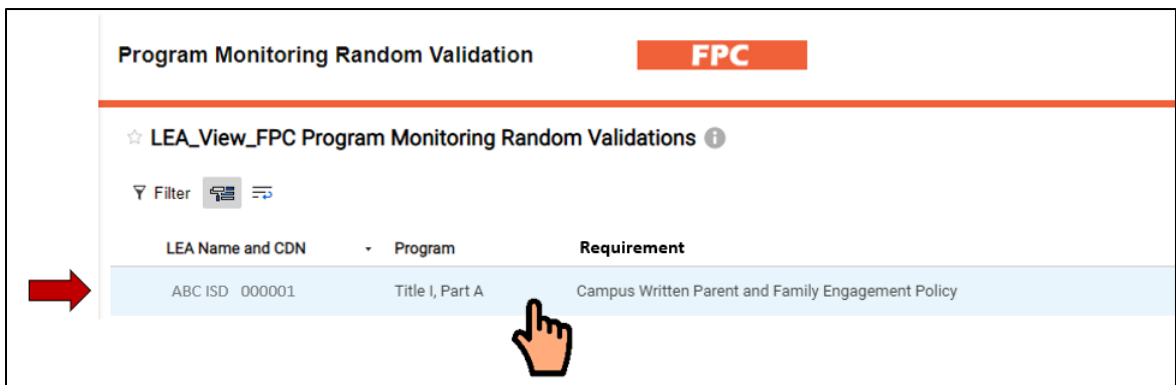 Program Monitoring Random Validation FPC
LEA_View_FPC Program Monitoring Random Validations
Filter
LEA Name and CDN Program Requirement
ABC ISD 000001 Title I, Part A Campus Written Parent and Family Engagement Policy